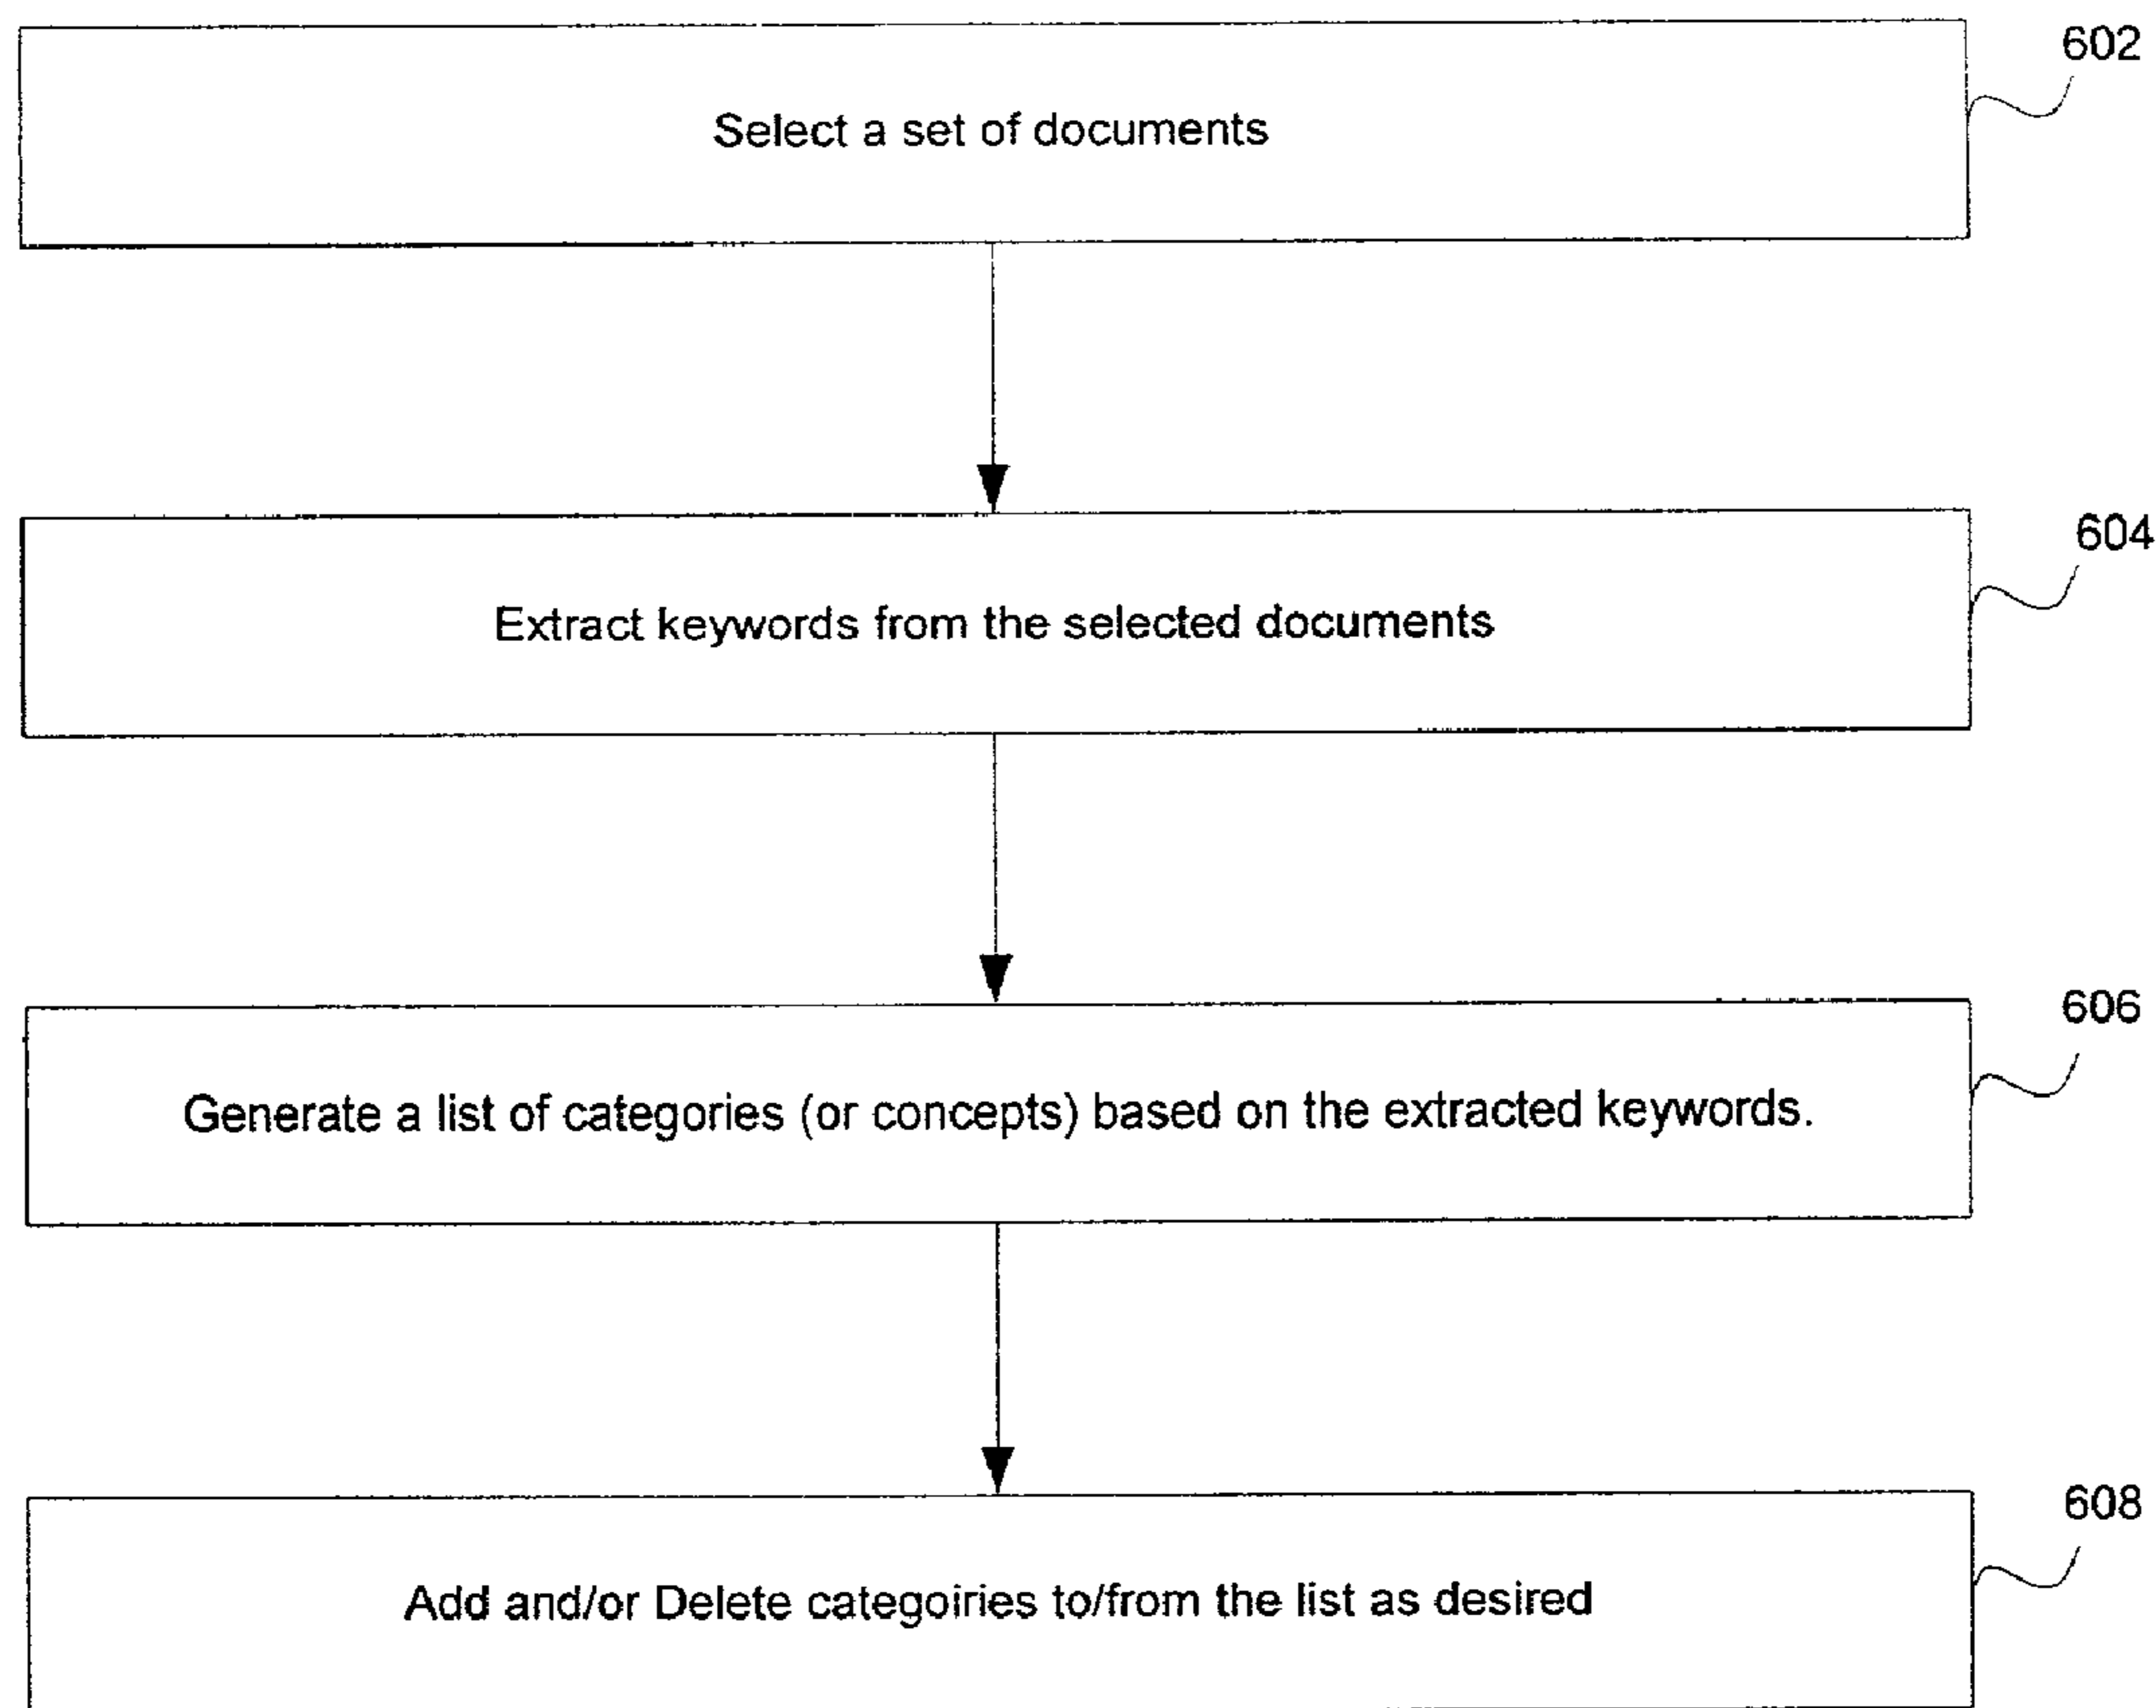 602
Select a set of documents
604
Extract keywords from the selected documents
606
Generate a list of categories (or concepts) based on the extracted keywords.
608
Add and/or Delete categoiries to/from the list as desired